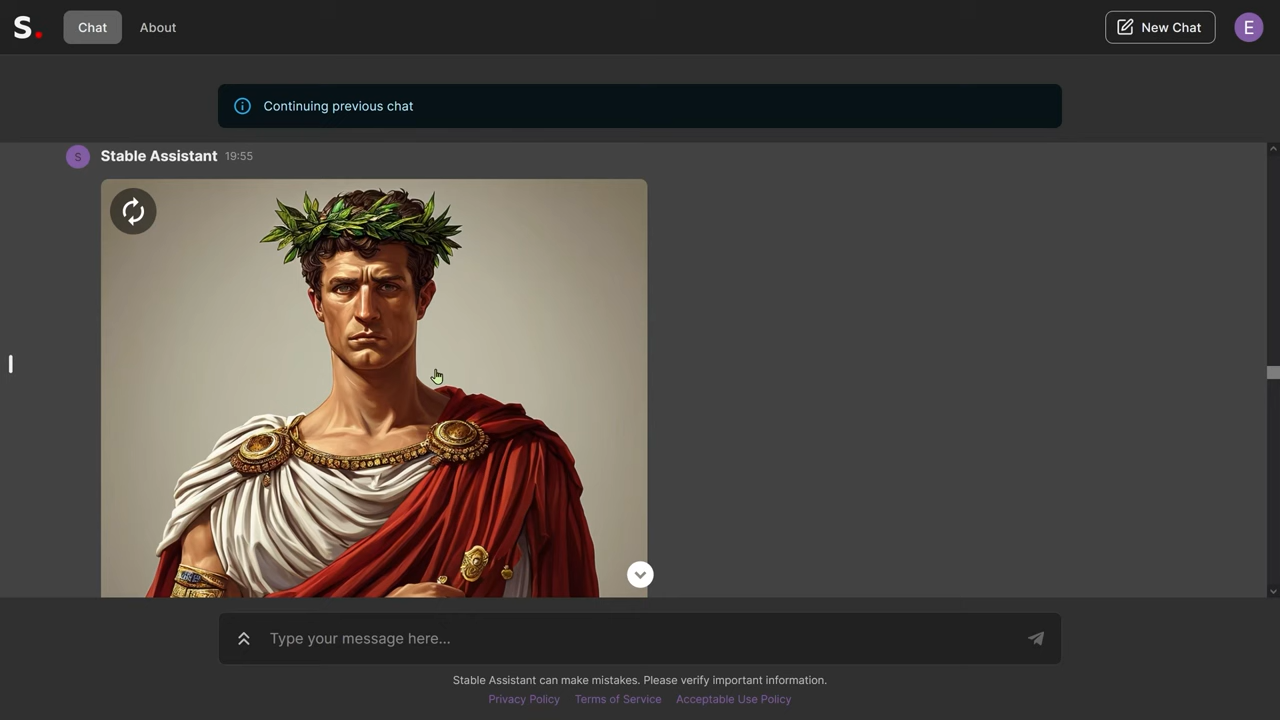 S.
Chat
About
New Chat
E
Continuing previous chat
S
Stable Assistant 19:55
Type your message here...
Stable Assistant can make mistakes. Please verify important information.
Privacy Policy Terms of Service Acceptable Use Policy